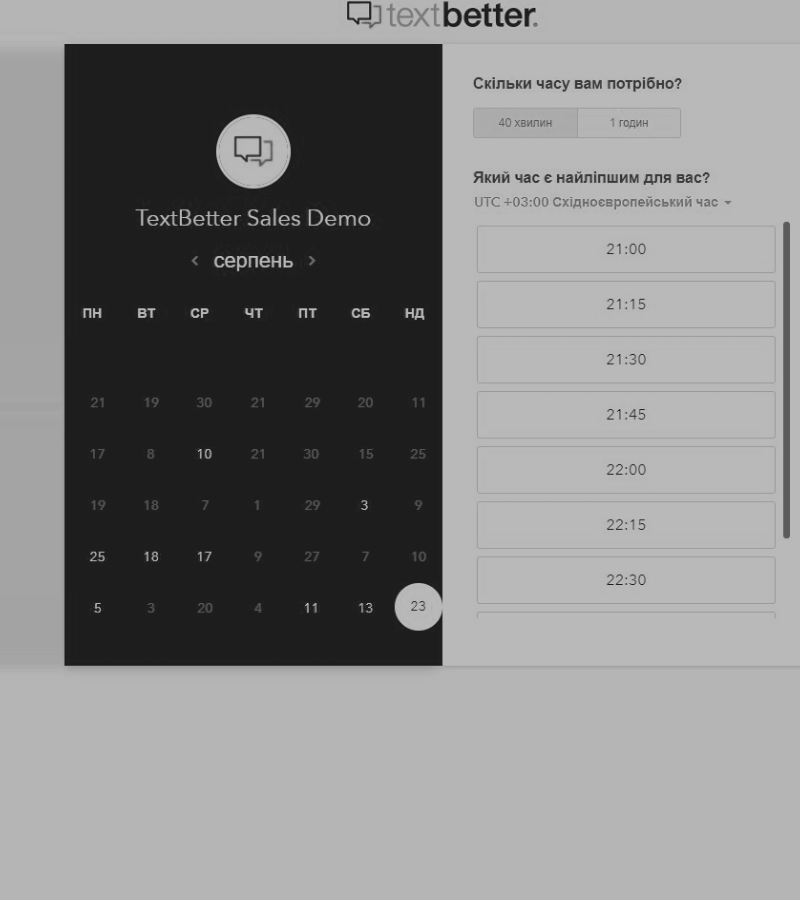 textbetter.
TextBetter Sales Demo
‹ серпень ›
ПН ВТ СР ЧТ ПТ СБ НД
21 19 30 21 29 20 11
17 8 10 21 30 15 25
19 18 7 1 29 3 9
25 18 17 9 27 7 10
5 3 20 4 11 13 23
Скільки часу вам потрібно?
40 хвилин 1 годин
Який час є найліпшим для вас?
UTC +03:00 Східноєвропейський час
21:00
21:15
21:30
21:45
22:00
22:15
22:30